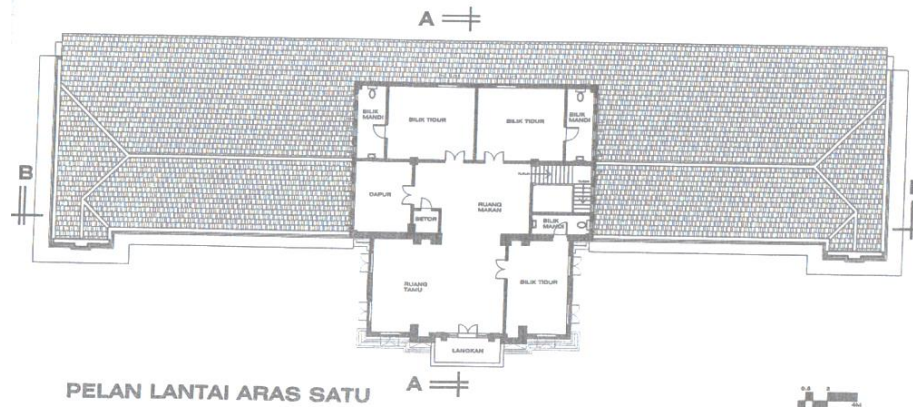 A
BILIK
MANDI
BILIK TIDUR
BILIK TIDUR
BILIK
MANDI
B
DAPUR
SETOR
RUANG
MAKAN
BILIK
MANDI
RUANG
TAMU
BILIK TIDUR
LANGKAN
A
PELAN LANTAI ARAS SATU